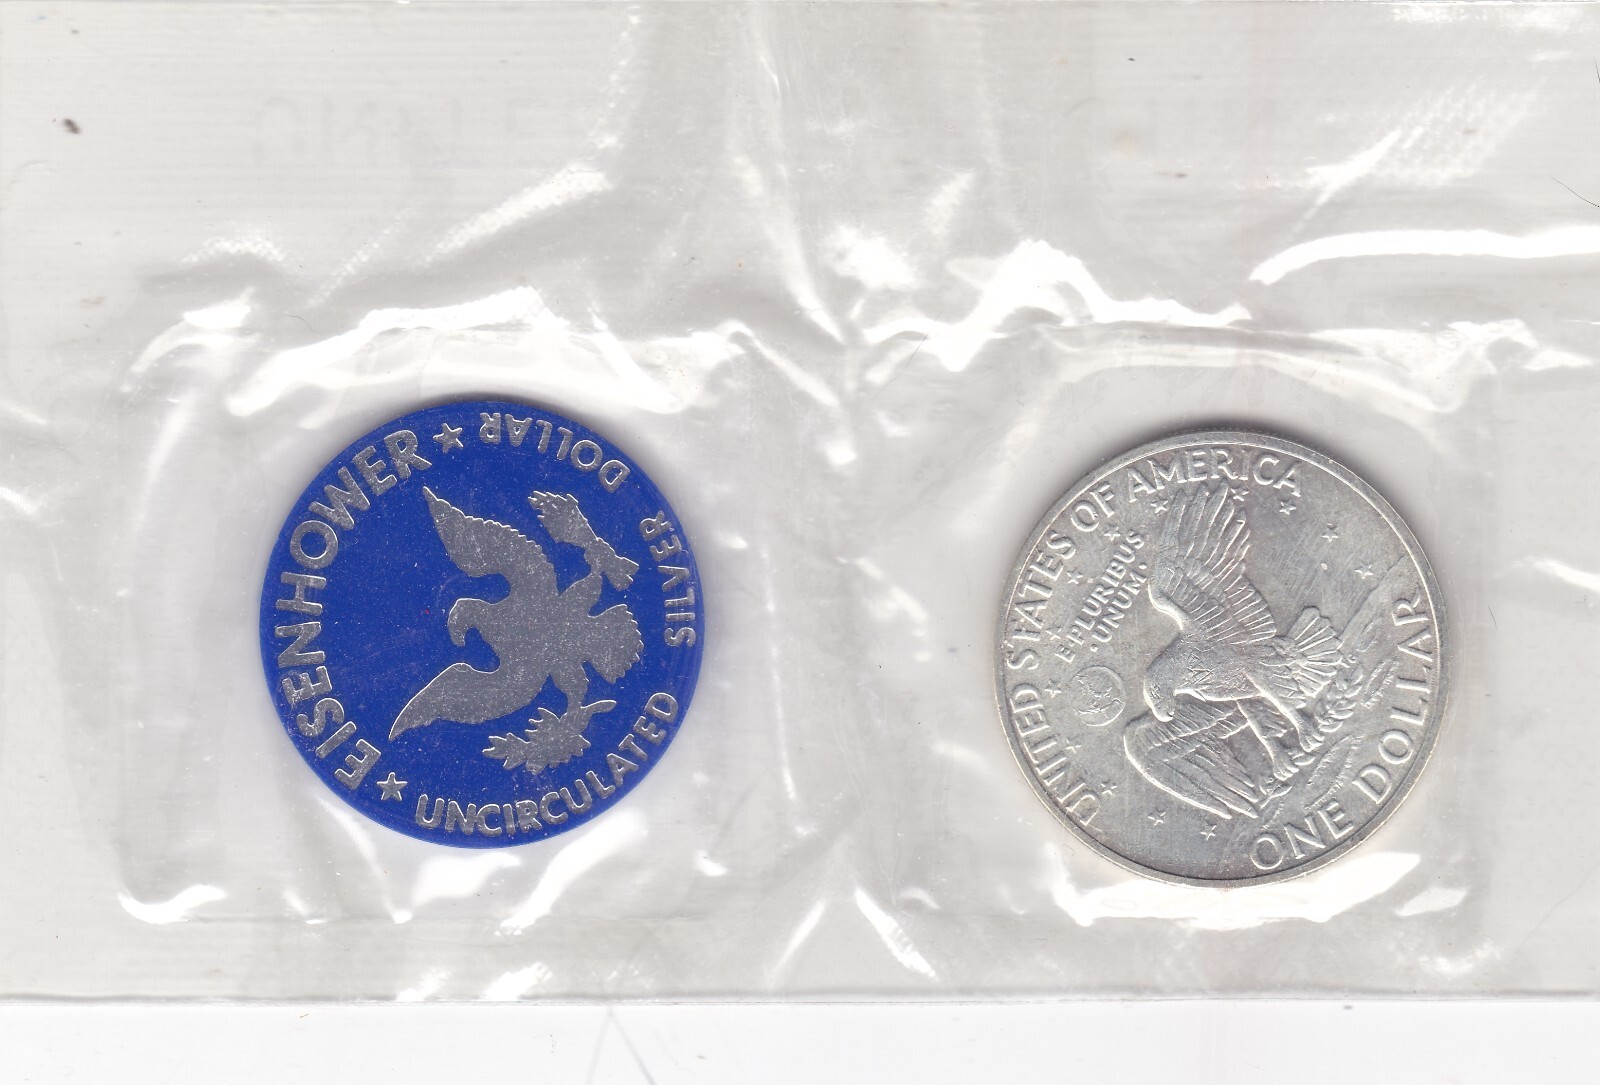 EISENHOWER
UNCIRCULATED
SILVER
DOLLAR
UNITED STATES OF AMERICA
E PLURIBUS
·UNUM·
ONE DOLLAR